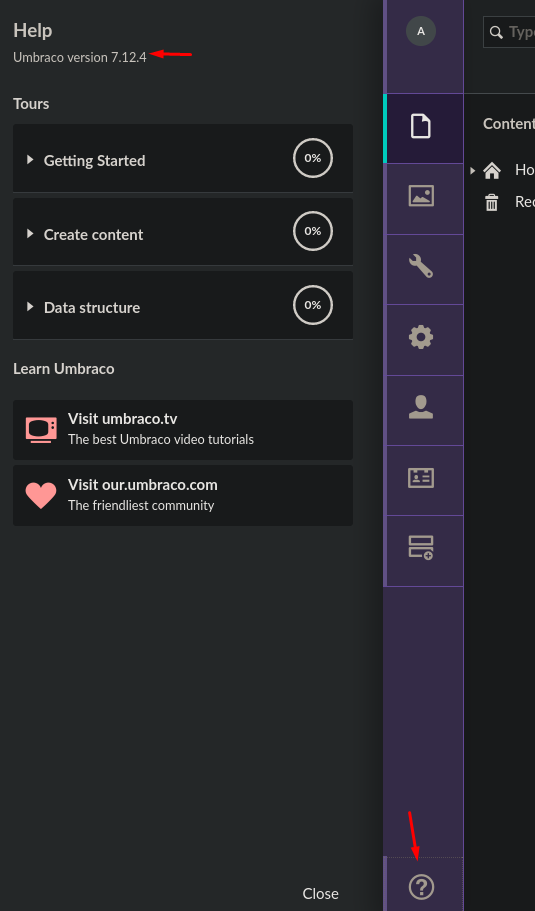 Help
Umbraco version 7.12.4
Tours
Getting Started
0%
Create content
0%
Data structure
0%
Learn Umbraco
Visit umbraco.tv
The best Umbraco video tutorials
Visit our.umbraco.com
The friendliest community
Close
A
Type
Content
Ho
Rec